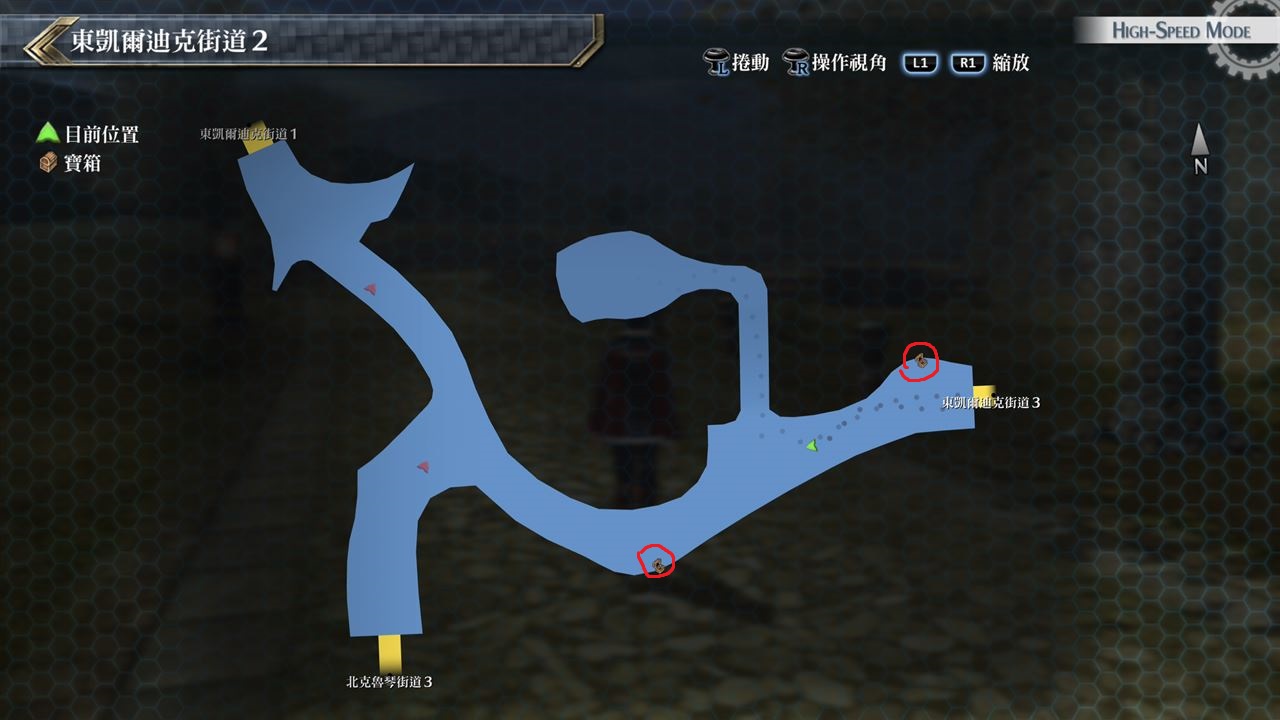 東凱爾迪克街道2
HIGH-SPEED MODE
L捲動 R操作視角 L1 R1 縮放
目前位置
寶箱
東凱爾迪克街道1
N
東凱爾迪克街道3
北克魯琴街道3